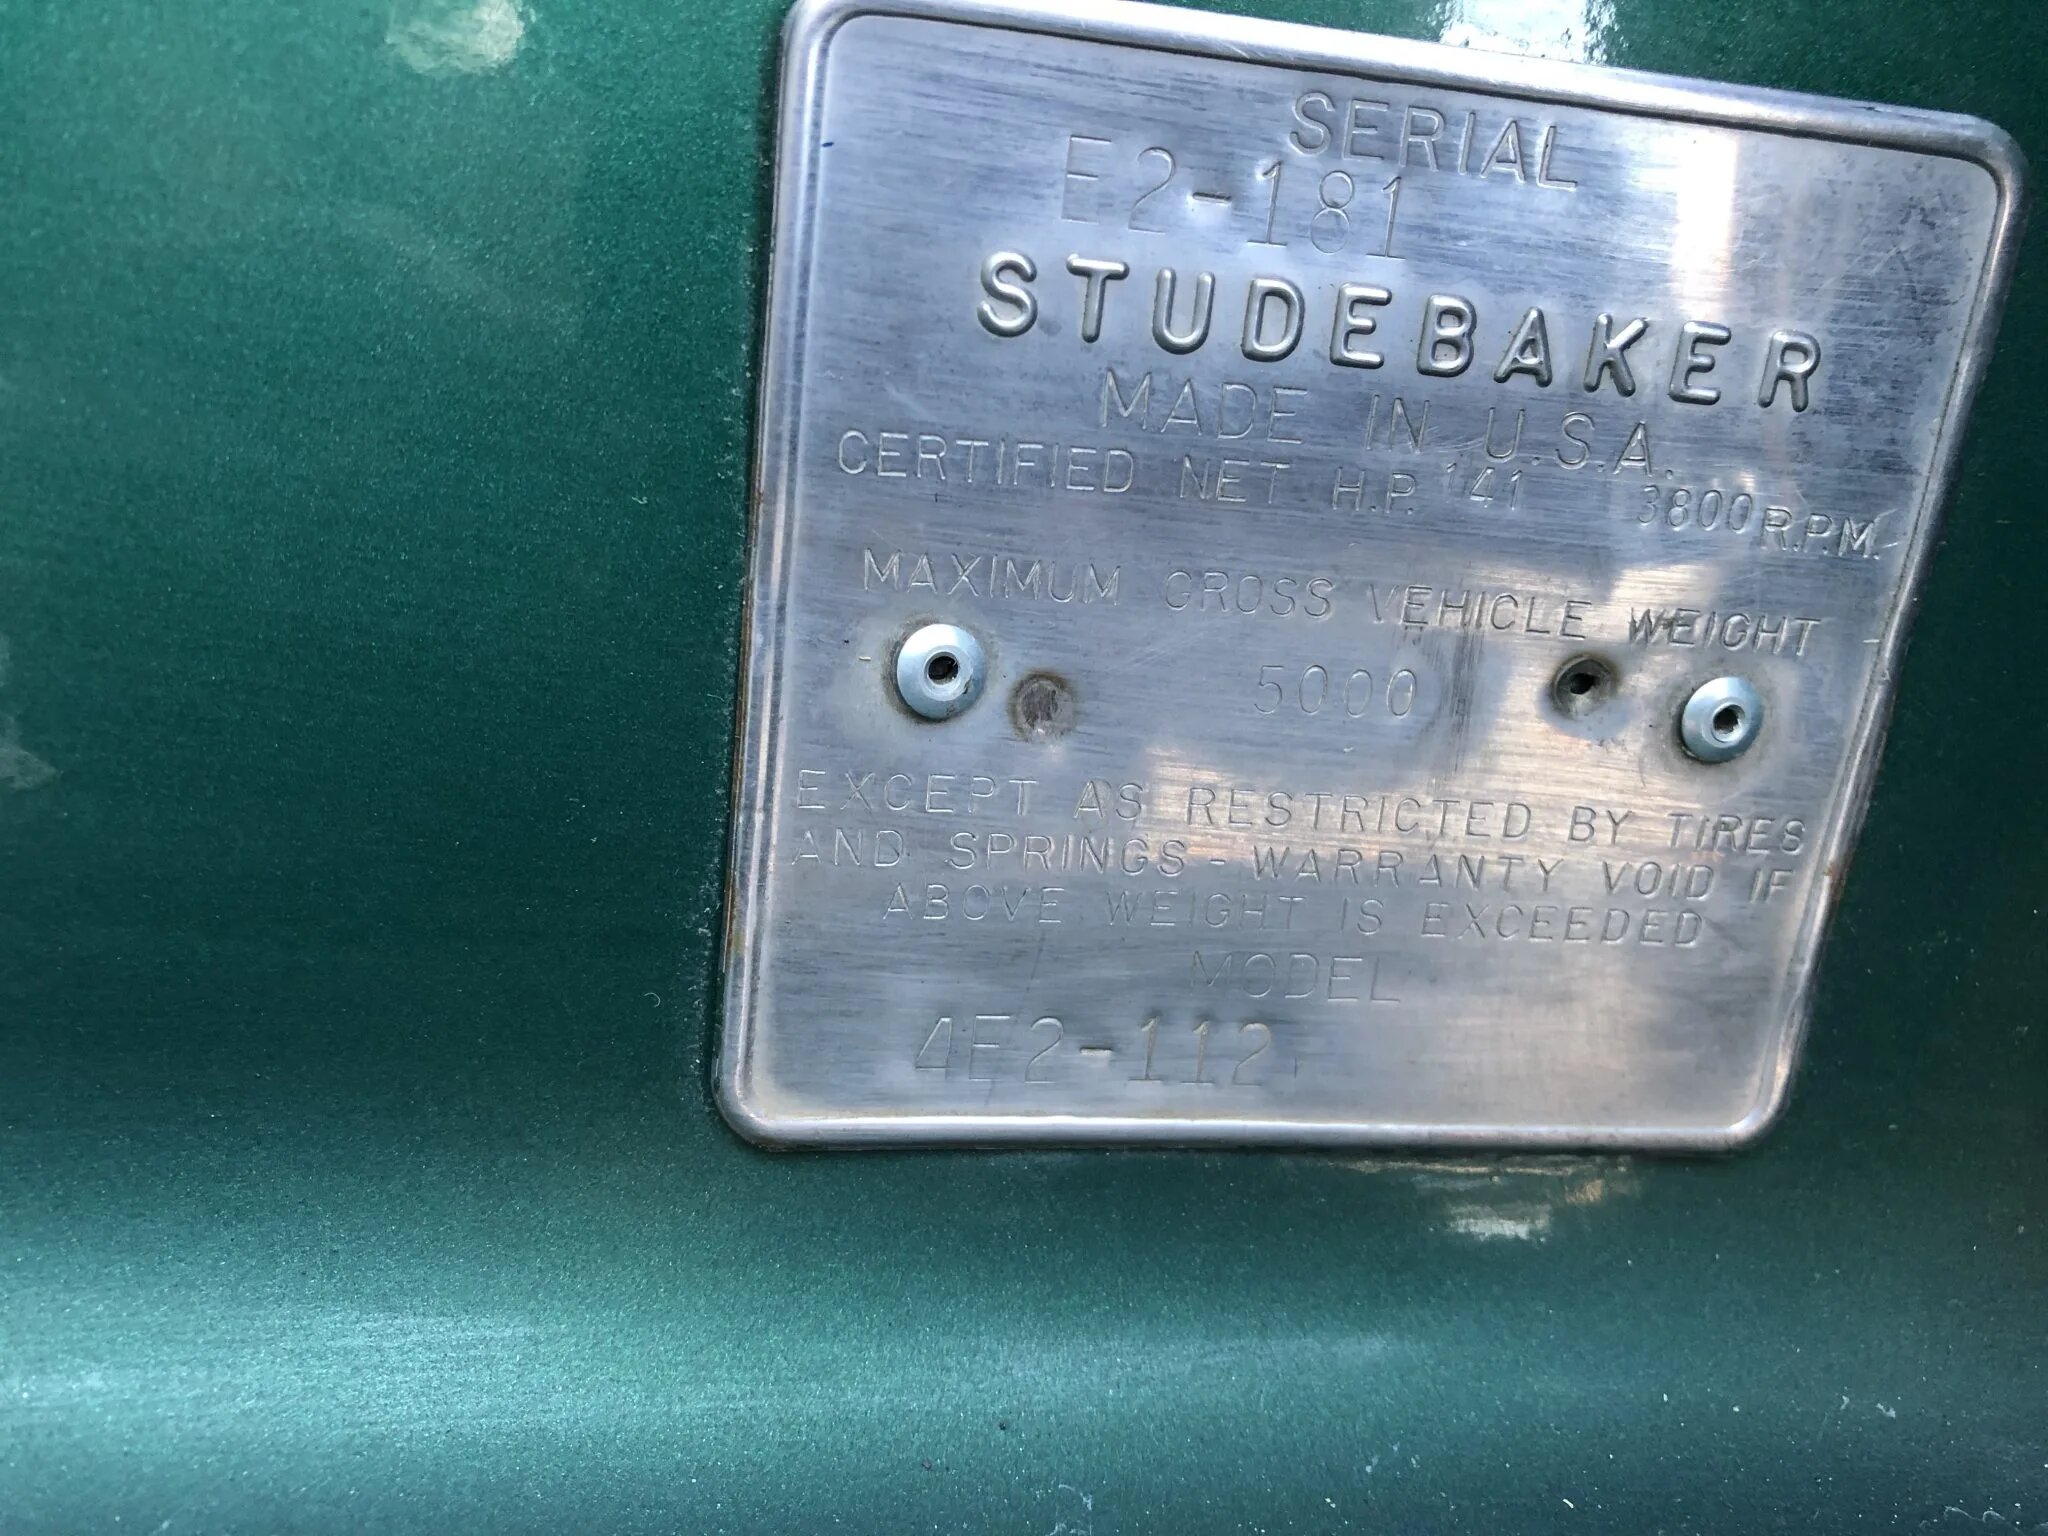 SERIAL
E2-181
STUDEBAKER
MADE IN U.S.A.
CERTIFIED NET H.P. 141 3800 R.P.M.
MAXIMUM GROSS VEHICLE WEIGHT
5000
EXCEPT AS RESTRICTED BY TIRES
AND SPRINGS - WARRANTY VOID IF
ABOVE WEIGHT IS EXCEEDED
MODEL
4E2-112